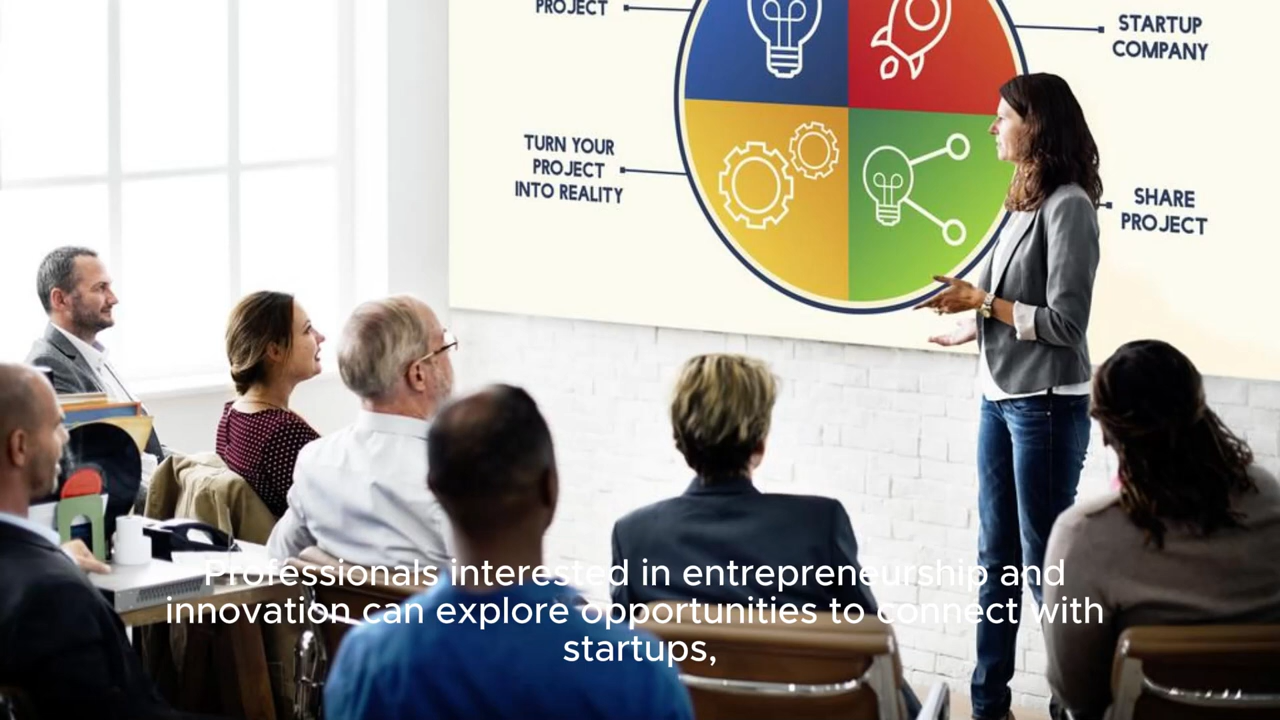 PROJECT
STARTUP
COMPANY
TURN YOUR
PROJECT
INTO REALITY
SHARE
PROJECT
Professionals interested in entrepreneurship and
innovation can explore opportunities to connect with
startups,